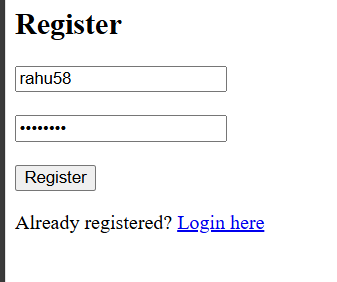 Register
rahu58
••••••••
Register
Already registered? Login here